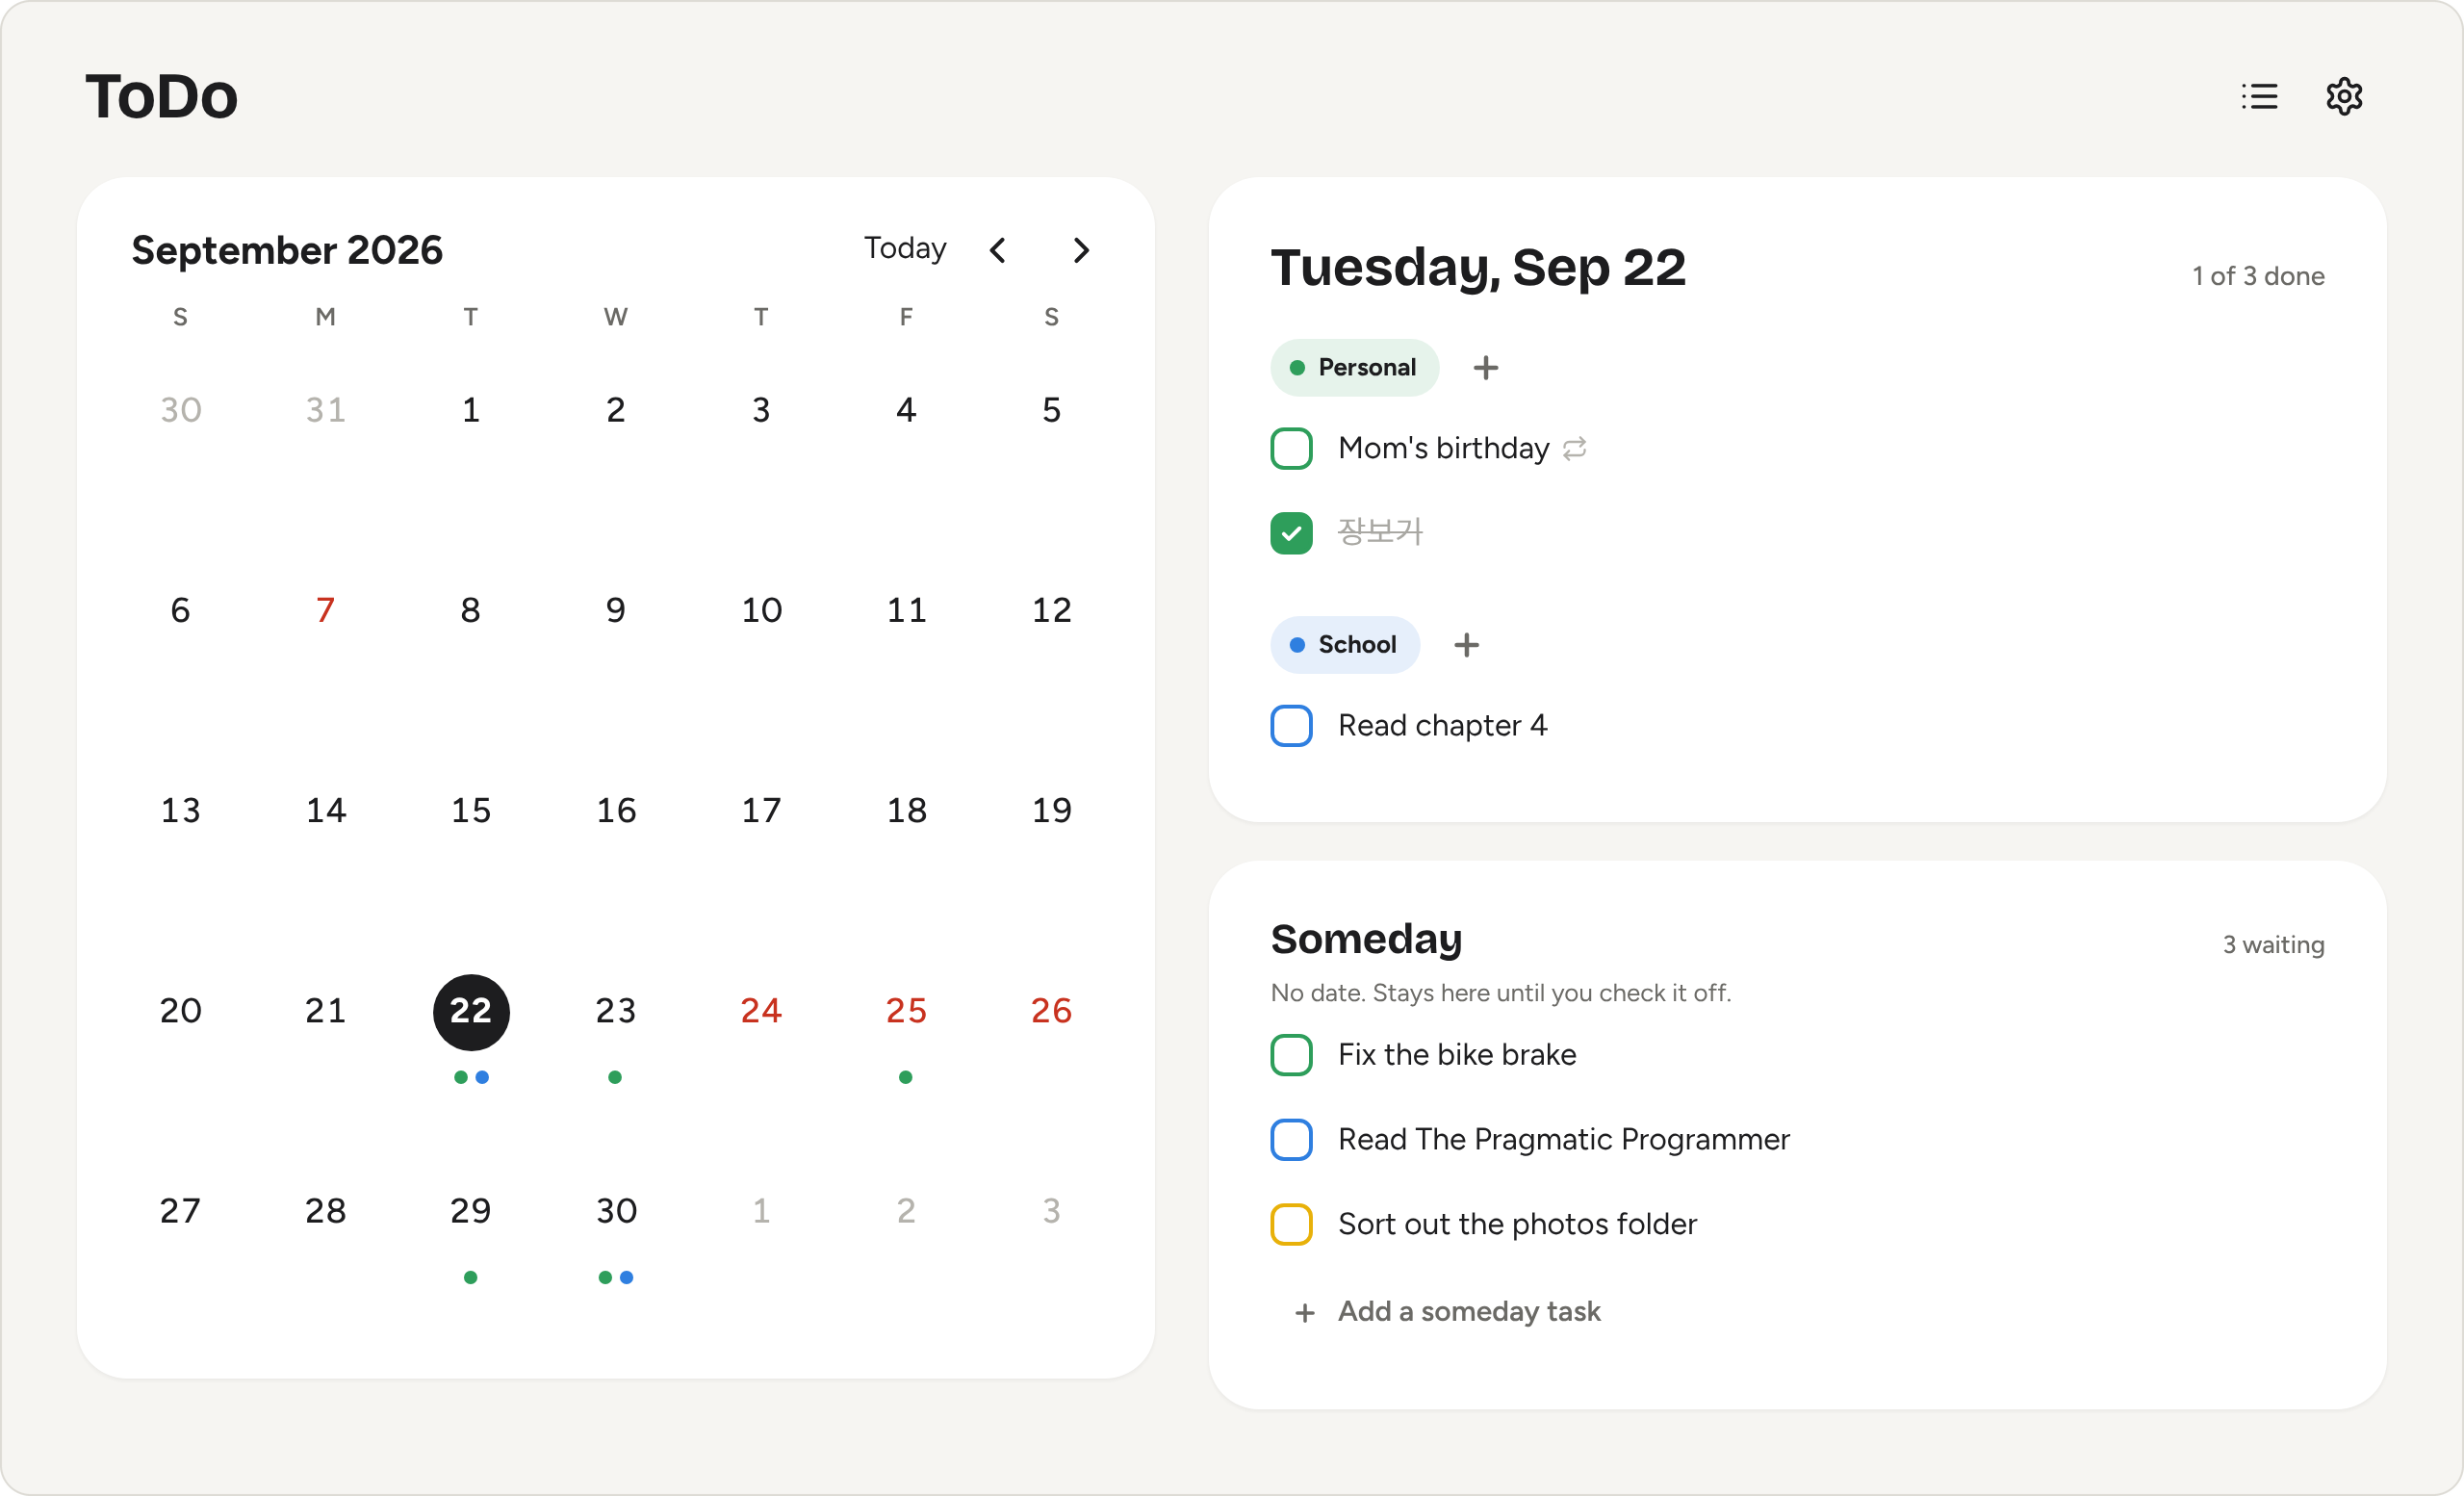 ToDo
September 2026 Today
S M T W T F S
30 31 1 2 3 4 5
6 7 8 9 10 11 12
13 14 15 16 17 18 19
20 21 22 23 24 25 26
27 28 29 30 1 2 3
Tuesday, Sep 22 1 of 3 done
Personal
Mom's birthday
장보기
School
Read chapter 4
Someday 3 waiting
No date. Stays here until you check it off.
Fix the bike brake
Read The Pragmatic Programmer
Sort out the photos folder
+ Add a someday task